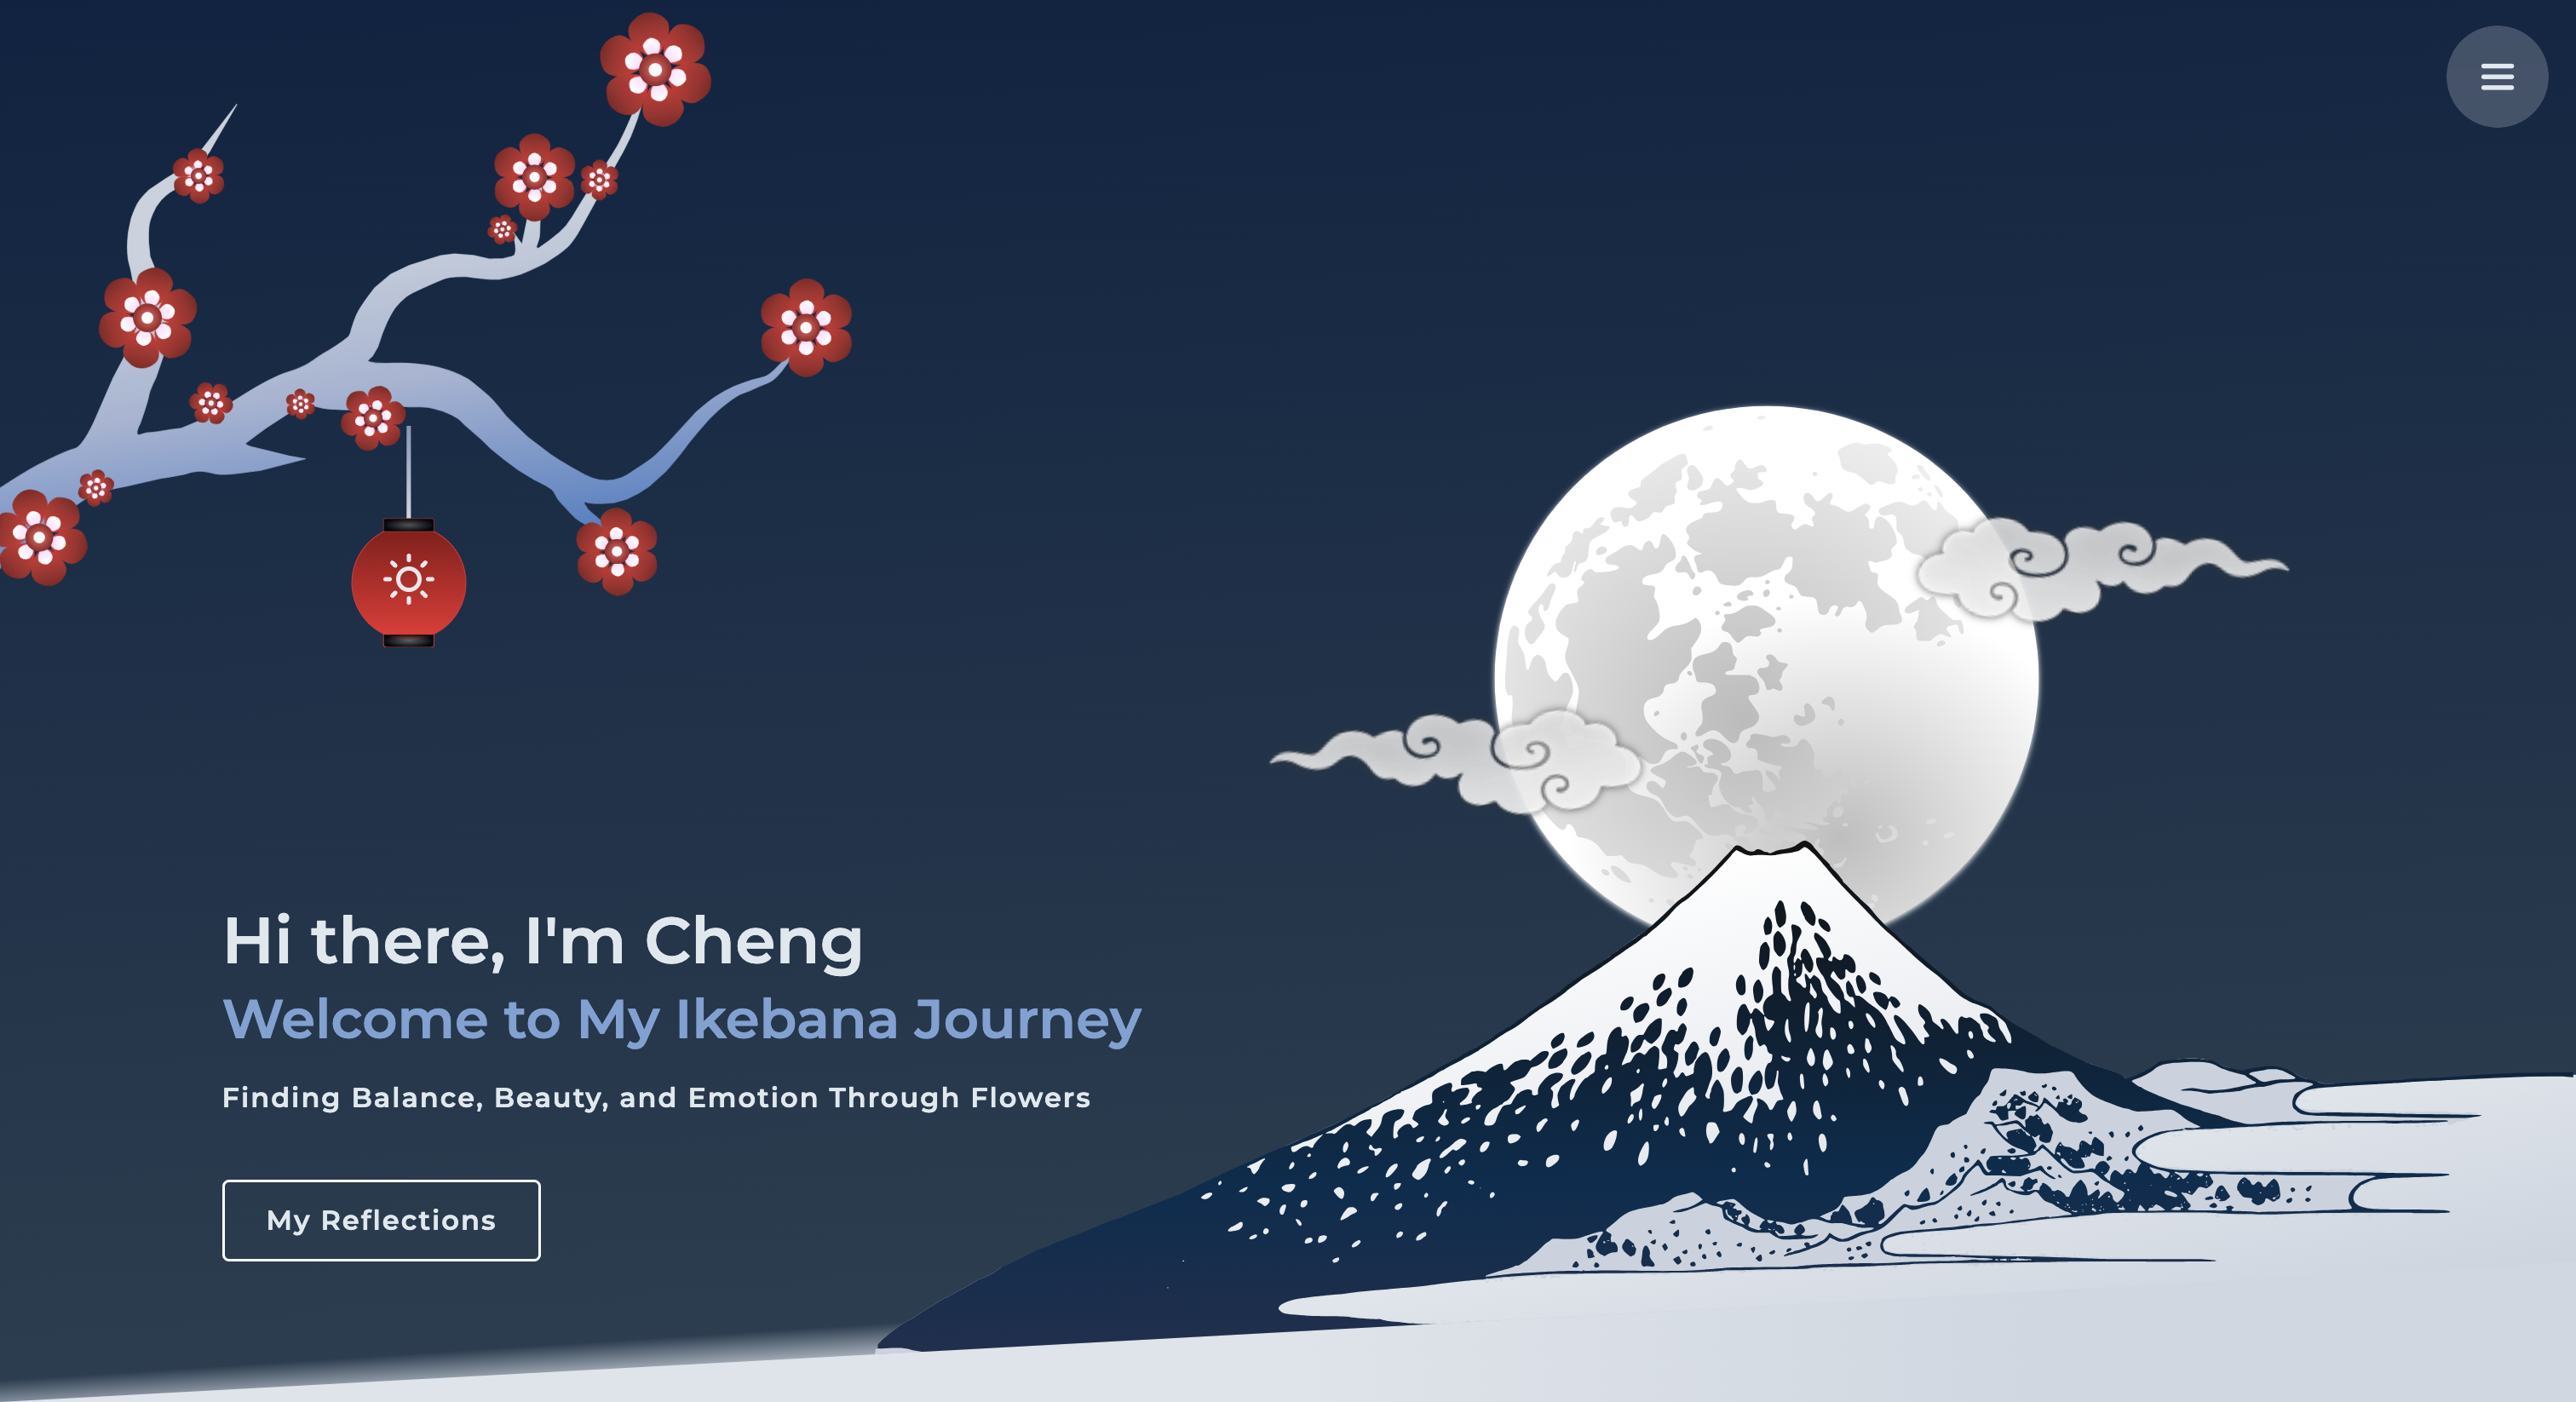 Hi there, I'm Cheng
Welcome to My Ikebana Journey
Finding Balance, Beauty, and Emotion Through Flowers
My Reflections